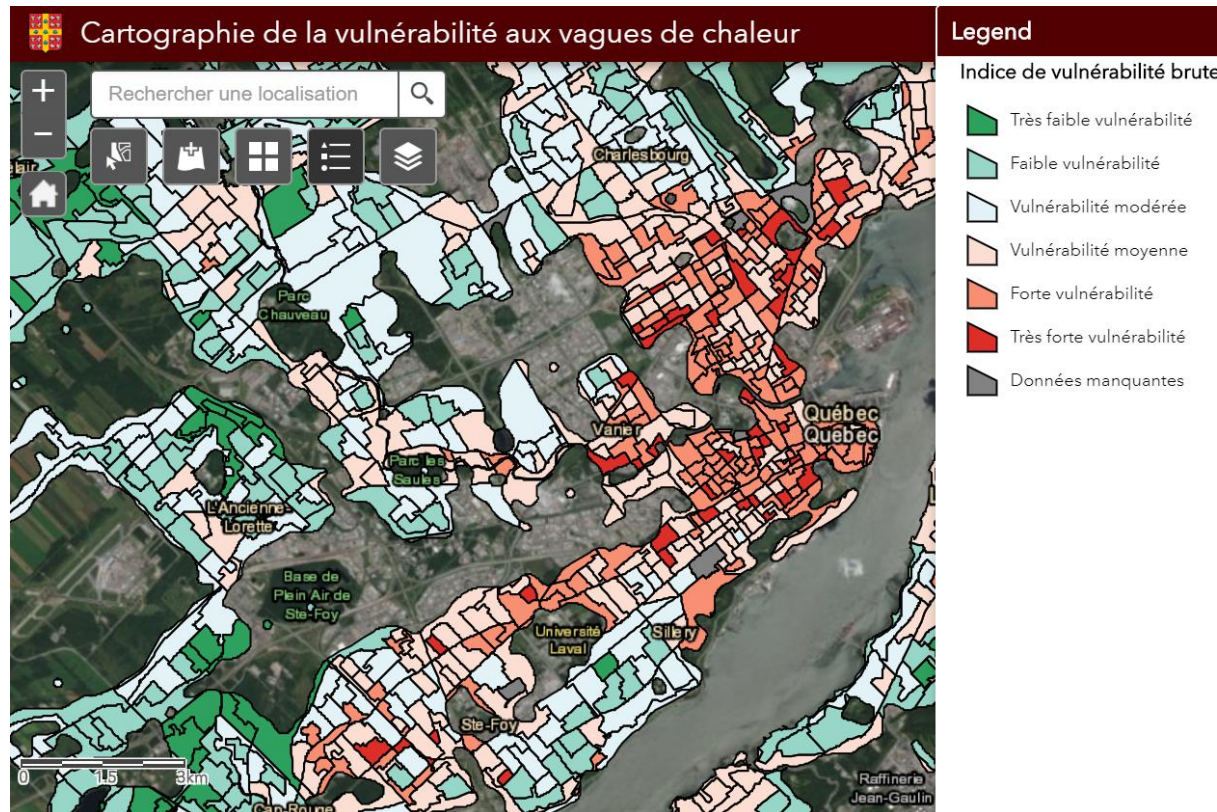 Cartographie de la vulnérabilité aux vagues de chaleur
Legend
+
Rechercher une localisation
−
Indice de vulnérabilité brute
Très faible vulnérabilité
Faible vulnérabilité
Vulnérabilité modérée
Vulnérabilité moyenne
Forte vulnérabilité
Très forte vulnérabilité
Données manquantes
Charlesbourg
Parc
Chauveau
Québec
Québec
Vanier
Parc les
Saules
L'Ancienne-
Lorette
Base de
Plein Air de
Ste-Foy
Université
Laval
Sillery
Ste-Foy
0 1.5 3km
Cap-Rouge
Raffinerie
Jean-Gaulin